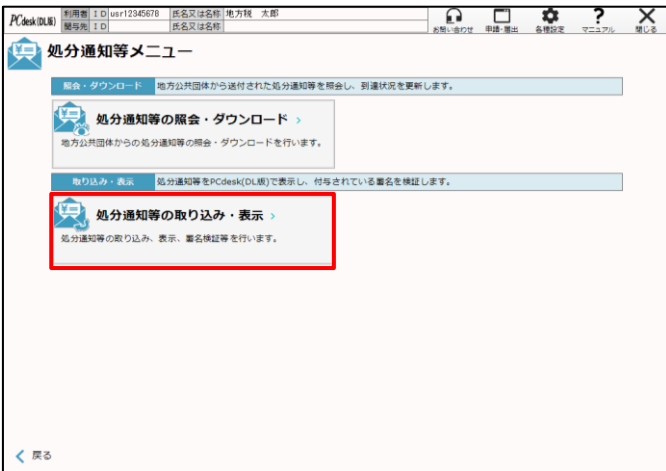 PCdesk(DL版) 利用者 ID usr12345678 氏名又は名称 地方税 太郎
関与先 ID 氏名又は名称
お問い合わせ 申請・届出 各種設定 マニュアル 閉じる
処分通知等メニュー
照会・ダウンロード 地方公共団体から送付された処分通知等を照会し、到達状況を更新します。
処分通知等の照会・ダウンロード >
地方公共団体からの処分通知等の照会・ダウンロードを行います。
取り込み・表示 処分通知等をPCdesk(DL版)で表示し、付与されている署名を検証します。
処分通知等の取り込み・表示 >
処分通知等の取り込み、表示、署名検証等を行います。
戻る